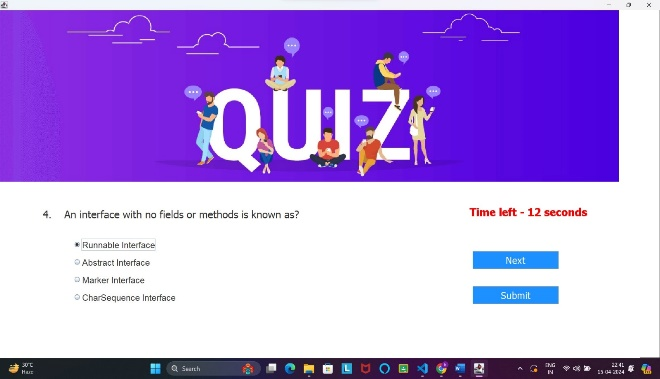 QUIZ
4. An interface with no fields or methods is known as?
Time left - 12 seconds
Runnable Interface
Abstract Interface
Marker Interface
CharSequence Interface
Next
Submit
30°C
Haze
Search
ENG
IN
22:41
15-04-2024